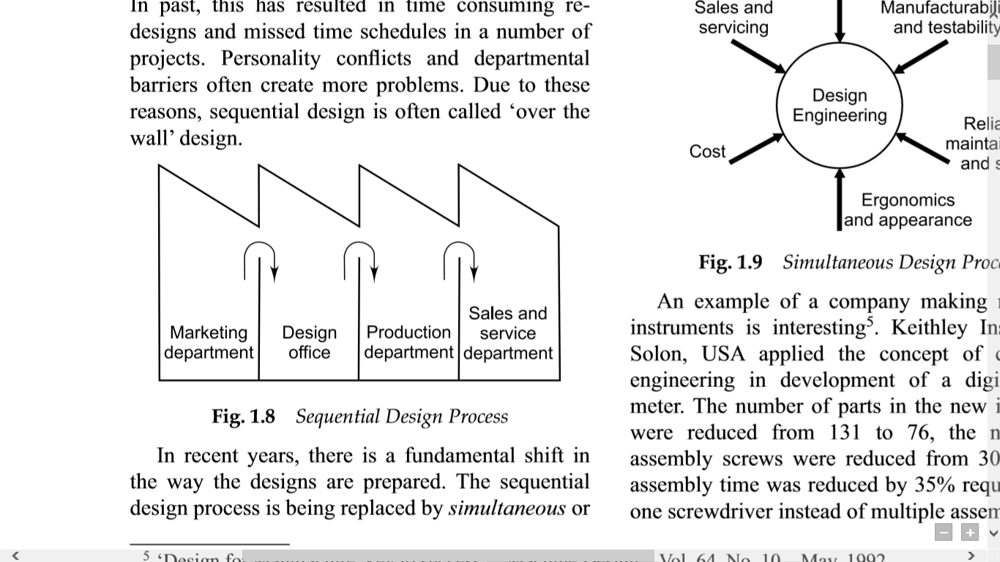 In past, this has resulted in time consuming re-
designs and missed time schedules in a number of
projects. Personality conflicts and departmental
barriers often create more problems. Due to these
reasons, sequential design is often called ‘over the
wall’ design.
Marketing
department
Design
office
Production
department
Sales and
service
department
Fig. 1.8 Sequential Design Process
In recent years, there is a fundamental shift in
the way the designs are prepared. The sequential
design process is being replaced by simultaneous or
Sales and
servicing
and testability
Design
Engineering
Cost
and
Ergonomics
and appearance
Fig. 1.9 Simultaneous Design
An example of a company making
instruments is interesting5. Keithley
Solon, USA applied the concept of
engineering in development of a
meter. The number of parts in the new
were reduced from 131 to 76, the
assembly screws were reduced from 30
assembly time was reduced by 35%
one screwdriver instead of multiple
5 ‘Design
Vol. 64, No. 10, May, 1992